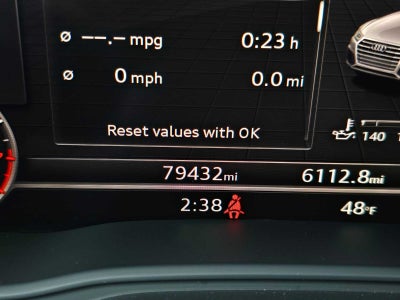 Ø --.- mpg 0:23 h
Ø 0 mph 0.0 mi
Reset values with OK
140
79432mi 6112.8mi
2:38 48°F